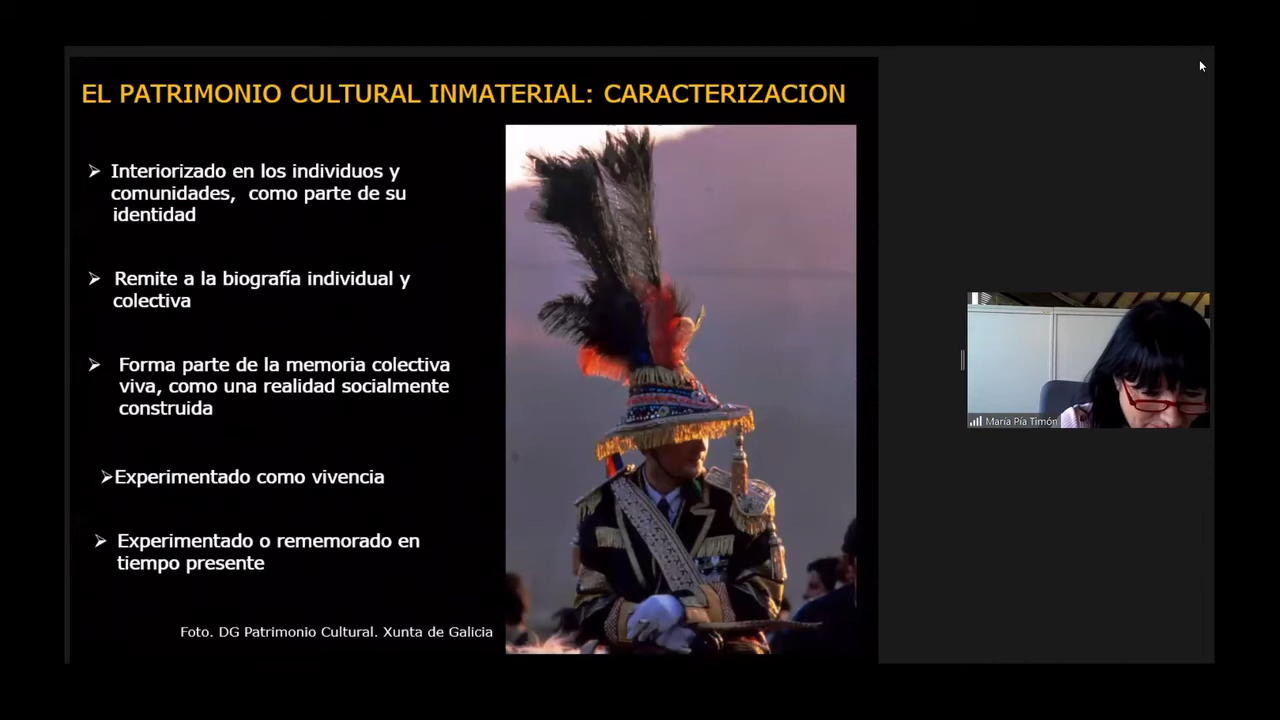 EL PATRIMONIO CULTURAL INMATERIAL: CARACTERIZACION
➢ Interiorizado en los individuos y
comunidades, como parte de su
identidad
➢ Remite a la biografía individual y
colectiva
➢ Forma parte de la memoria colectiva
viva, como una realidad socialmente
construida
➢Experimentado como vivencia
➢ Experimentado o rememorado en
tiempo presente
Foto. DG Patrimonio Cultural. Xunta de Galicia
María Pía Timón